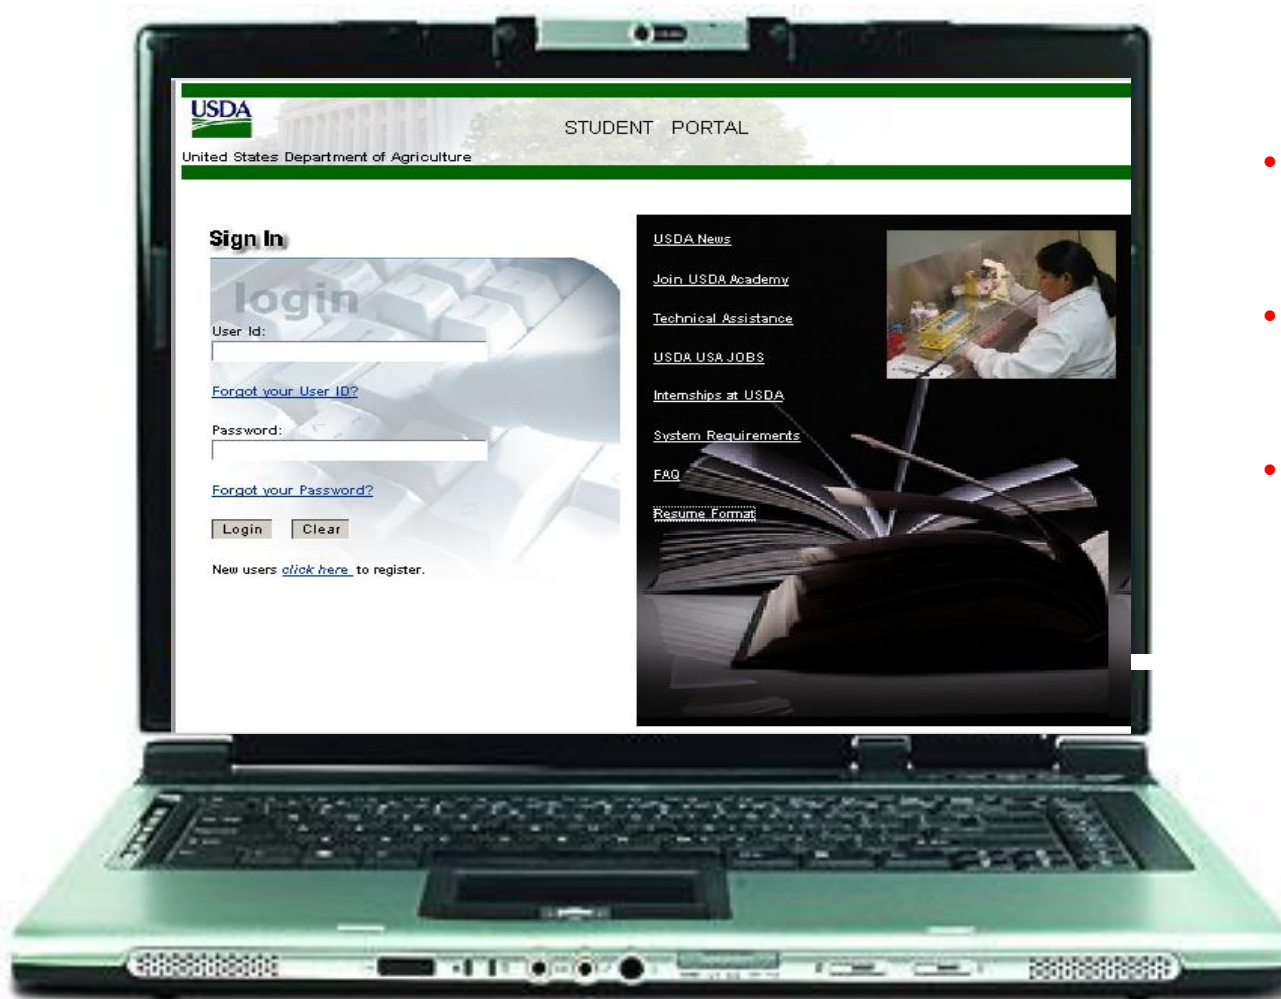 USDA
STUDENT PORTAL
United States Department of Agriculture
Sign In
login
User Id:
Forgot your User ID?
Password:
Forgot your Password?
Login Clear
New users click here to register.
USDA News
Join USDA Academy
Technical Assistance
USDA USA JOBS
Internships at USDA
System Requirements
FAQ
Resume Format